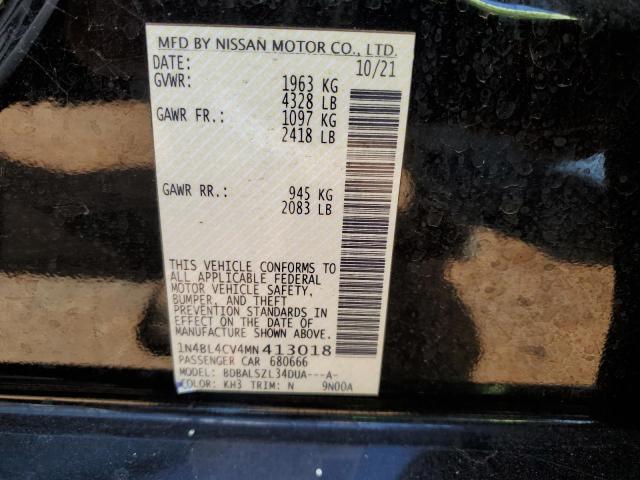 MFD BY NISSAN MOTOR CO., LTD.
DATE: 10/21
GVWR: 1963 KG
4328 LB
GAWR FR.: 1097 KG
2418 LB
GAWR RR.: 945 KG
2083 LB
THIS VEHICLE CONFORMS TO
ALL APPLICABLE FEDERAL
MOTOR VEHICLE SAFETY,
BUMPER, AND THEFT
PREVENTION STANDARDS IN
EFFECT ON THE DATE OF
MANUFACTURE SHOWN ABOVE.
1N4BL4CV4MN413018
PASSENGER CAR 680666
MODEL: BDBALSZL34DUA---A-
COLOR: KH3 TRIM: N 9N00A